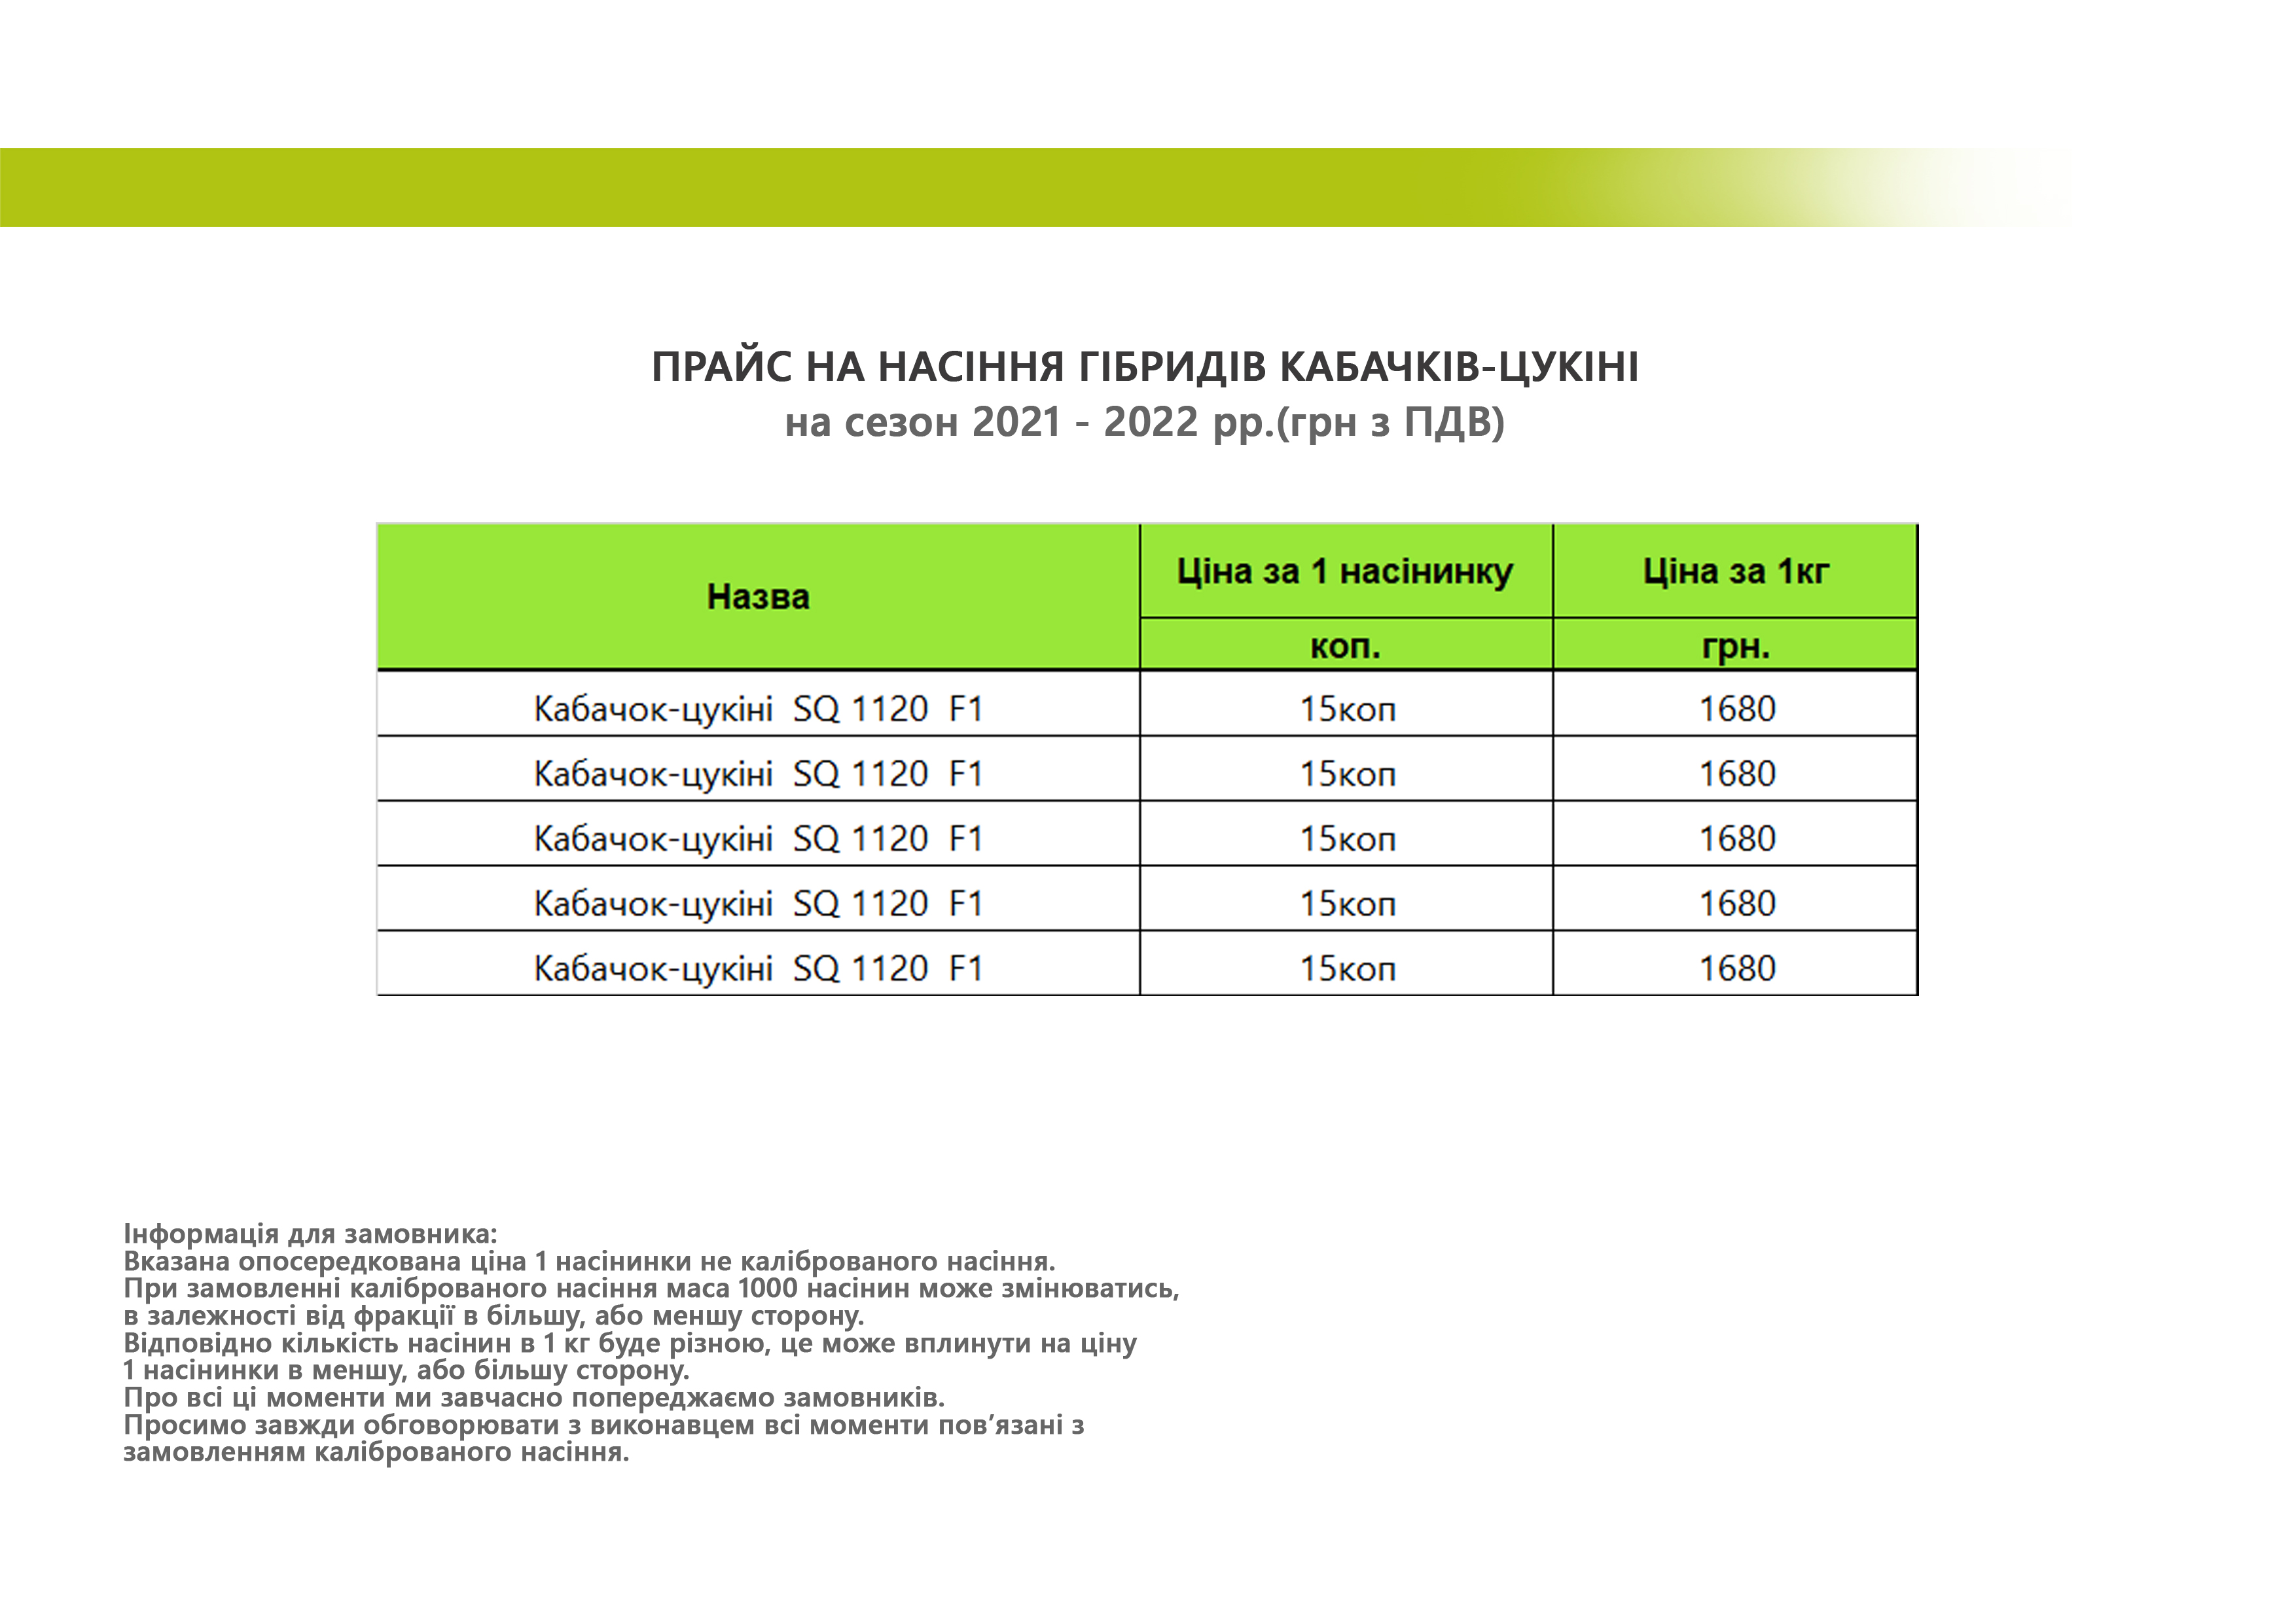 ПРАЙС НА НАСІННЯ ГІБРИДІВ КАБАЧКІВ-ЦУКІНІ
на сезон 2021 - 2022 рр.(грн з ПДВ)
Назва Ціна за 1 насінинку Ціна за 1кг
коп. грн.
Кабачок-цукіні SQ 1120 F1 15коп 1680
Кабачок-цукіні SQ 1120 F1 15коп 1680
Кабачок-цукіні SQ 1120 F1 15коп 1680
Кабачок-цукіні SQ 1120 F1 15коп 1680
Кабачок-цукіні SQ 1120 F1 15коп 1680
Інформація для замовника:
Вказана опосередкована ціна 1 насінинки не каліброваного насіння.
При замовленні каліброваного насіння маса 1000 насінин може змінюватись,
в залежності від фракції в більшу, або меншу сторону.
Відповідно кількість насінин в 1 кг буде різною, це може вплинути на ціну
1 насінинки в меншу, або більшу сторону.
Про всі ці моменти ми завчасно попереджаємо замовників.
Просимо завжди обговорювати з виконавцем всі моменти пов’язані з
замовленням каліброваного насіння.